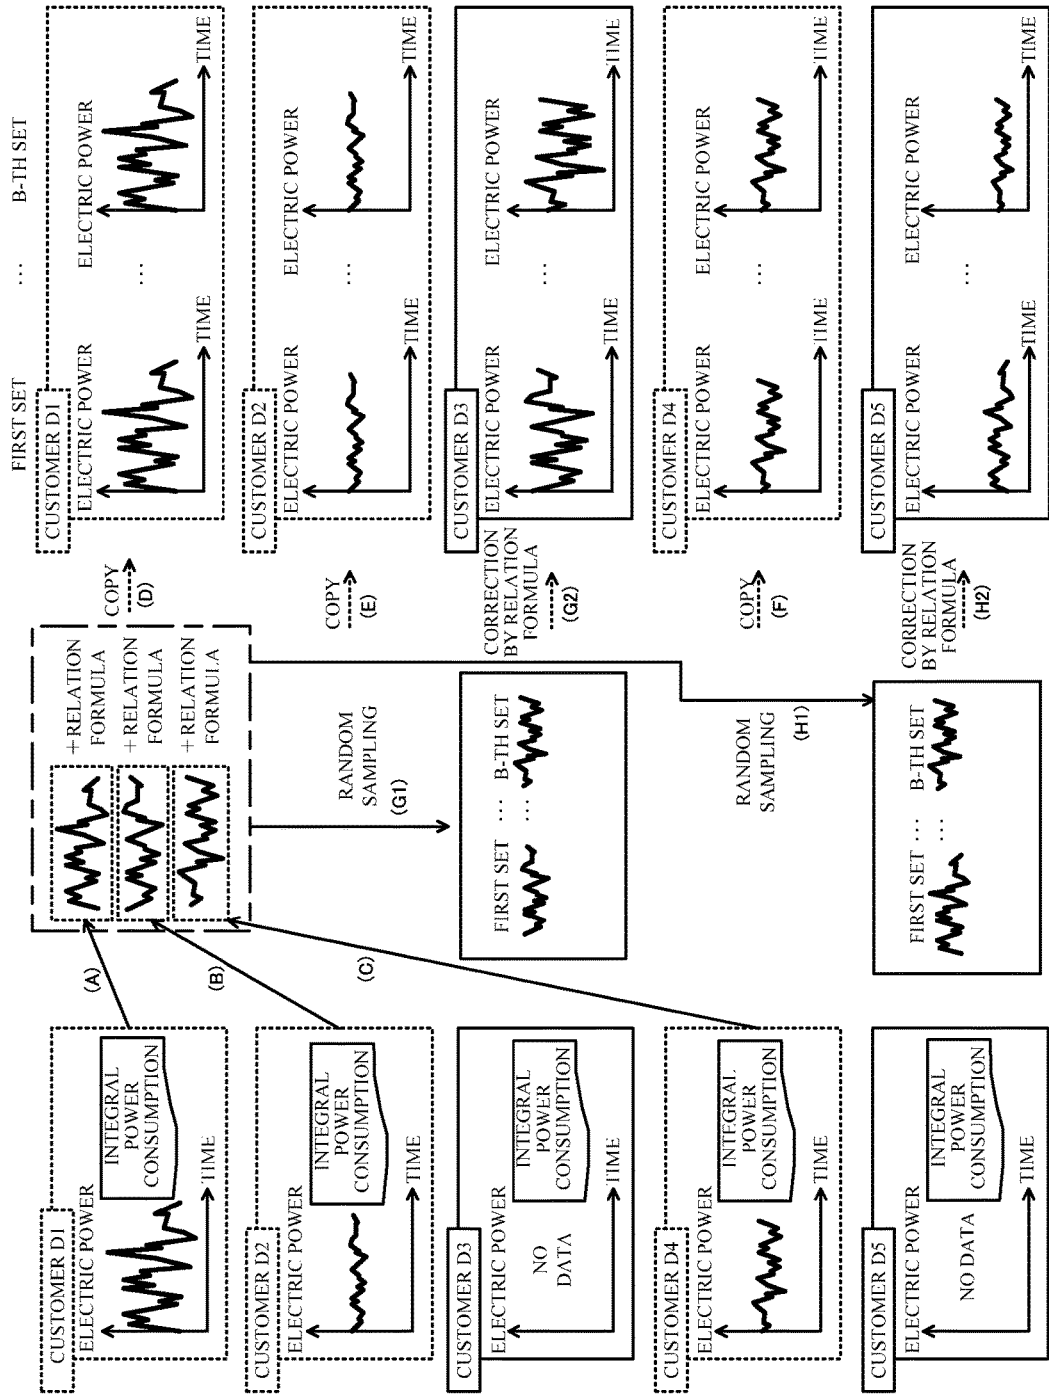 FIRST SET
...
B-TH SET
CUSTOMER D1
ELECTRIC POWER
TIME
INTEGRAL
POWER
CONSUMPTION
(A)
+RELATION
FORMULA
+RELATION
FORMULA
+RELATION
FORMULA
COPY
(D)
CUSTOMER D1
ELECTRIC POWER
TIME
...
ELECTRIC POWER
TIME
CUSTOMER D2
ELECTRIC POWER
TIME
INTEGRAL
POWER
CONSUMPTION
(B)
COPY
(E)
CUSTOMER D2
ELECTRIC POWER
TIME
...
ELECTRIC POWER
TIME
CUSTOMER D3
ELECTRIC POWER
NO
DATA
TIME
INTEGRAL
POWER
CONSUMPTION
(C)
RANDOM
SAMPLING
(G1)
FIRST SET ... B-TH SET
...
CORRECTION
BY RELATION
FORMULA
(G2)
CUSTOMER D3
ELECTRIC POWER
TIME
...
ELECTRIC POWER
TIME
CUSTOMER D4
ELECTRIC POWER
TIME
INTEGRAL
POWER
CONSUMPTION
COPY
(F)
CUSTOMER D4
ELECTRIC POWER
TIME
...
ELECTRIC POWER
TIME
CUSTOMER D5
ELECTRIC POWER
NO DATA
TIME
INTEGRAL
POWER
CONSUMPTION
RANDOM
SAMPLING
(H1)
FIRST SET ... B-TH SET
...
CORRECTION
BY RELATION
FORMULA
(H2)
CUSTOMER D5
ELECTRIC POWER
TIME
...
ELECTRIC POWER
TIME